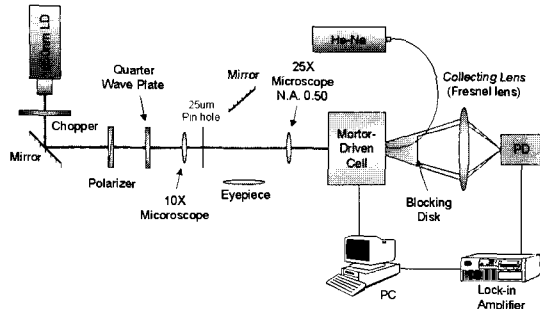 He-Ne
Quarter
Wave Plate
Mirror
25um
Pin hole
25X
Microscope
N.A. 0.50
Collecting Lens
(Fresnel lens)
Chopper
Mirror
Polarizer
10X
Micoroscope
Eyepiece
Mortor-
Driven
Cell
PD
Blocking
Disk
PC
Lock-in
Amplifier